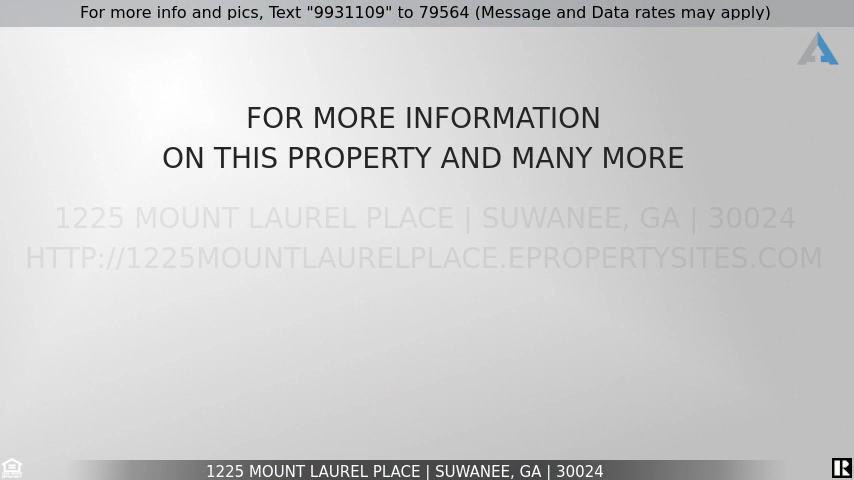 For more info and pics, Text "9931109" to 79564 (Message and Data rates may apply)
FOR MORE INFORMATION
ON THIS PROPERTY AND MANY MORE
1225 MOUNT LAUREL PLACE | SUWANEE, GA | 30024
HTTP://1225MOUNTLAURELPLACE.EPROPERTYSITES.COM
1225 MOUNT LAUREL PLACE | SUWANEE, GA | 30024